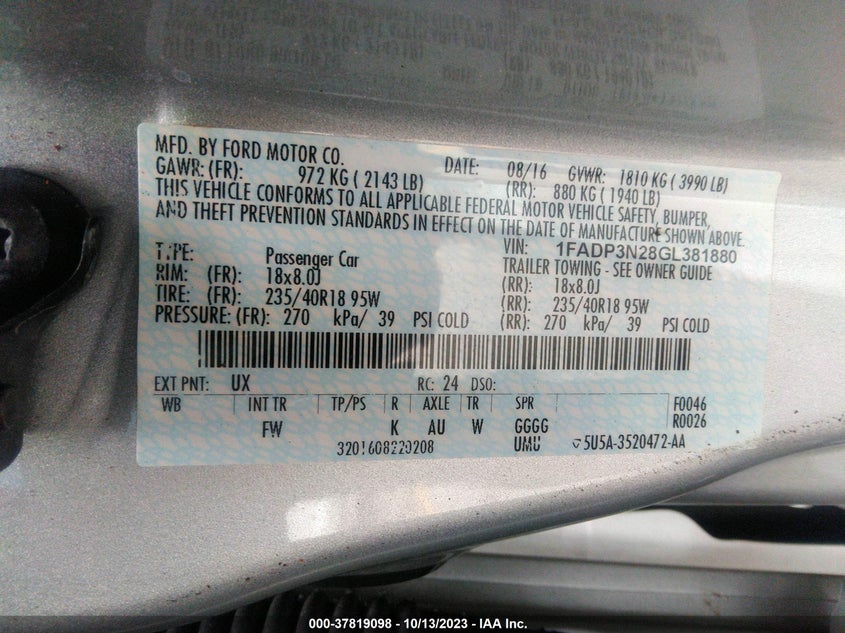 MFD. BY FORD MOTOR CO. DATE: 08/16 GVWR: 1810 KG ( 3990 LB)
GAWR: (FR): 972 KG ( 2143 LB) (RR): 880 KG ( 1940 LB)
THIS VEHICLE CONFORMS TO ALL APPLICABLE FEDERAL MOTOR VEHICLE SAFETY, BUMPER,
AND THEFT PREVENTION STANDARDS IN EFFECT ON THE DATE OF MANUFACTURE SHOWN ABOVE.
VIN: 1FADP3N28GL381880
TYPE: Passenger Car TRAILER TOWING - SEE OWNER GUIDE
RIM: 18x8.0J (RR): 18x8.0J
TIRE: 235/40R18 95W (RR): 235/40R18 95W
PRESSURE: (FR): 270 kPa/ 39 PSI COLD (RR): 270 kPa/ 39 PSI COLD
EXT PNT: UX RC: 24 DSO:
WB INT TR TP/PS R AXLE TR SPR F0046
FW K AU W GGGG R0026
3201608220208 UMU 5U5A-3520472-AA
000-37819098 - 10/13/2023 - IAA Inc.